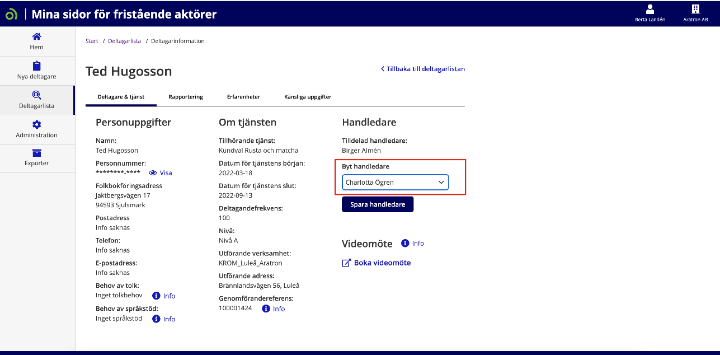 Mina sidor för fristående aktörer
Berta Landén
Aratron AB
Hem
Nya deltagare
Deltagarlista
Administration
Exporter
Start / Deltagarlista / Deltagarinformation
Ted Hugosson
Tillbaka till deltagarlistan
Deltagare & tjänst
Rapportering
Erfarenheter
Känsliga uppgifter
Personuppgifter
Namn:
Ted Hugosson
Personnummer:
********-**** Visa
Folkbokföringsadress
Jaktbergsvägen 17
94593 Sjulsmark
Postadress
Info saknas
Telefon:
Info saknas
E-postadress:
Info saknas
Behov av tolk:
Inget tolkbehov Info
Behov av språkstöd:
Inget språkstöd Info
Om tjänsten
Tillhörande tjänst:
Kundval Rusta och matcha
Datum för tjänstens början:
2022-03-18
Datum för tjänstens slut:
2022-09-13
Deltagandefrekvens:
100
Nivå:
Nivå A
Utförande verksamhet:
KROM_Luleå_Aratron
Utförande adress:
Brännlandsvägen 56, Luleå
Genomförandereferens:
100001424 Info
Handledare
Tilldelad handledare:
Birger Almén
Byt handledare
Charlotta Ögren
Spara handledare
Videomöte Info
Boka videomöte